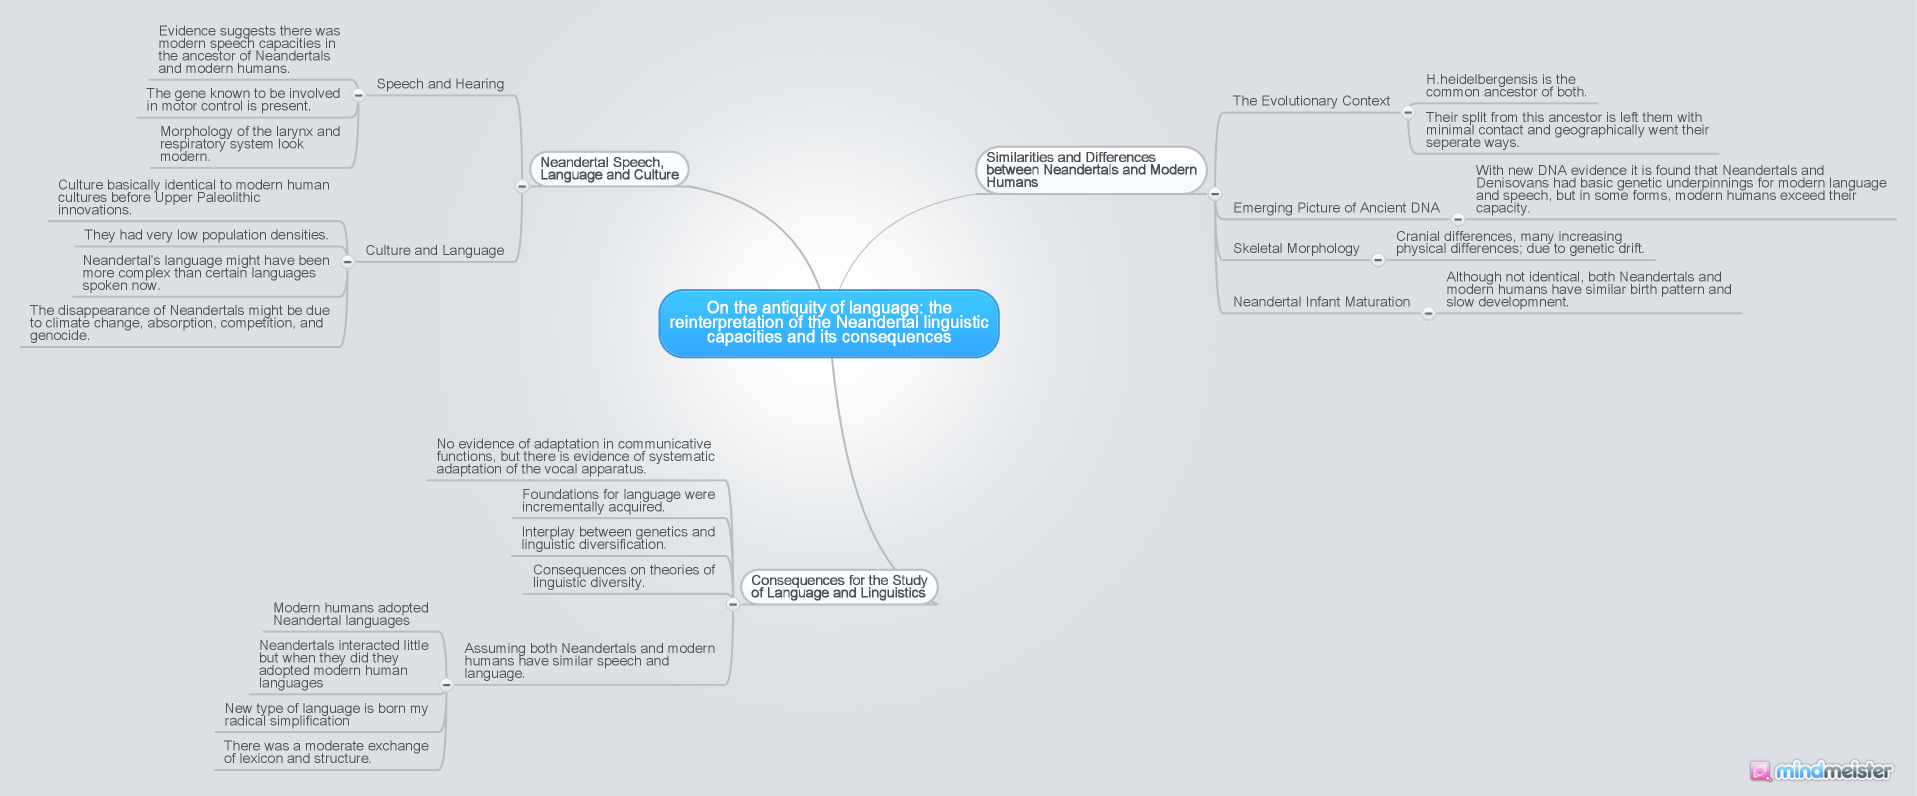 On the antiquity of language: the
reinterpretation of the Neandertal linguistic
capacities and its consequences
Neandertal Speech,
Language and Culture
Speech and Hearing
Evidence suggests there was
modern speech capacities in
the ancestor of Neandertals
and modern humans.
The gene known to be involved
in motor control is present.
Morphology of the larynx and
respiratory system look
modern.
Culture and Language
Culture basically identical to modern human
cultures before Upper Paleolithic
innovations.
They had very low population densities.
Neandertal's language might have been
more complex than certain languages
spoken now.
The disappearance of Neandertals might be due
to climate change, absorption, competition, and
genocide.
Similarities and Differences
between Neandertals and Modern
Humans
The Evolutionary Context
H.heidelbergensis is the
common ancestor of both.
Their split from this ancestor is left them with
minimal contact and geographically went their
seperate ways.
Emerging Picture of Ancient DNA
With new DNA evidence it is found that Neandertals and
Denisovans had basic genetic underpinnings for modern language
and speech, but in some forms, modern humans exceed their
capacity.
Skeletal Morphology
Cranial differences, many increasing
physical differences; due to genetic drift.
Neandertal Infant Maturation
Although not identical, both Neandertals and
modern humans have similar birth pattern and
slow development.
Consequences for the Study
of Language and Linguistics
No evidence of adaptation in communicative
functions, but there is evidence of systematic
adaptation of the vocal apparatus.
Foundations for language were
incrementally acquired.
Interplay between genetics and
linguistic diversification.
Consequences on theories of
linguistic diversity.
Assuming both Neandertals and modern
humans have similar speech and
language.
Modern humans adopted
Neandertal languages
Neandertals interacted little
but when they did they
adopted modern human
languages
New type of language is born my
radical simplification
There was a moderate exchange
of lexicon and structure.
mindmeister